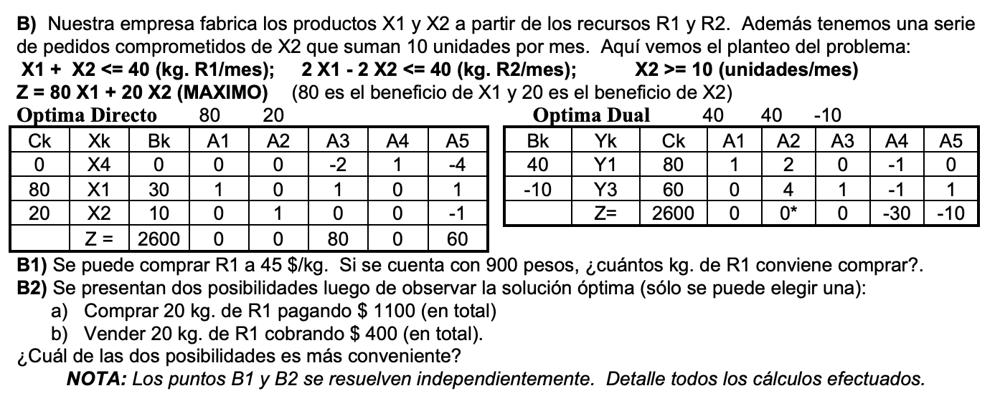 B) Nuestra empresa fabrica los productos X1 y X2 a partir de los recursos R1 y R2. Además tenemos una serie
de pedidos comprometidos de X2 que suman 10 unidades por mes. Aquí vemos el planteo del problema:
X1 + X2 <= 40 (kg. R1/mes); 2 X1 - 2 X2 <= 40 (kg. R2/mes); X2 >= 10 (unidades/mes)
Z = 80 X1 + 20 X2 (MAXIMO) (80 es el beneficio de X1 y 20 es el beneficio de X2)
Optima Directo 80 20
Ck Xk Bk A1 A2 A3 A4 A5
0 X4 0 0 0 -2 1 -4
80 X1 30 1 0 1 0 1
20 X2 10 0 1 0 0 -1
Z = 2600 0 0 80 0 60
Optima Dual 40 40 -10
Bk Yk Ck A1 A2 A3 A4 A5
40 Y1 80 1 2 0 -1 0
-10 Y3 60 0 4 1 -1 1
Z= 2600 0 0* 0 -30 -10
B1) Se puede comprar R1 a 45 $/kg. Si se cuenta con 900 pesos, ¿cuántos kg. de R1 conviene comprar?.
B2) Se presentan dos posibilidades luego de observar la solución óptima (sólo se puede elegir una):
a) Comprar 20 kg. de R1 pagando $ 1100 (en total)
b) Vender 20 kg. de R1 cobrando $ 400 (en total).
¿Cuál de las dos posibilidades es más conveniente?
NOTA: Los puntos B1 y B2 se resuelven independientemente. Detalle todos los cálculos efectuados.